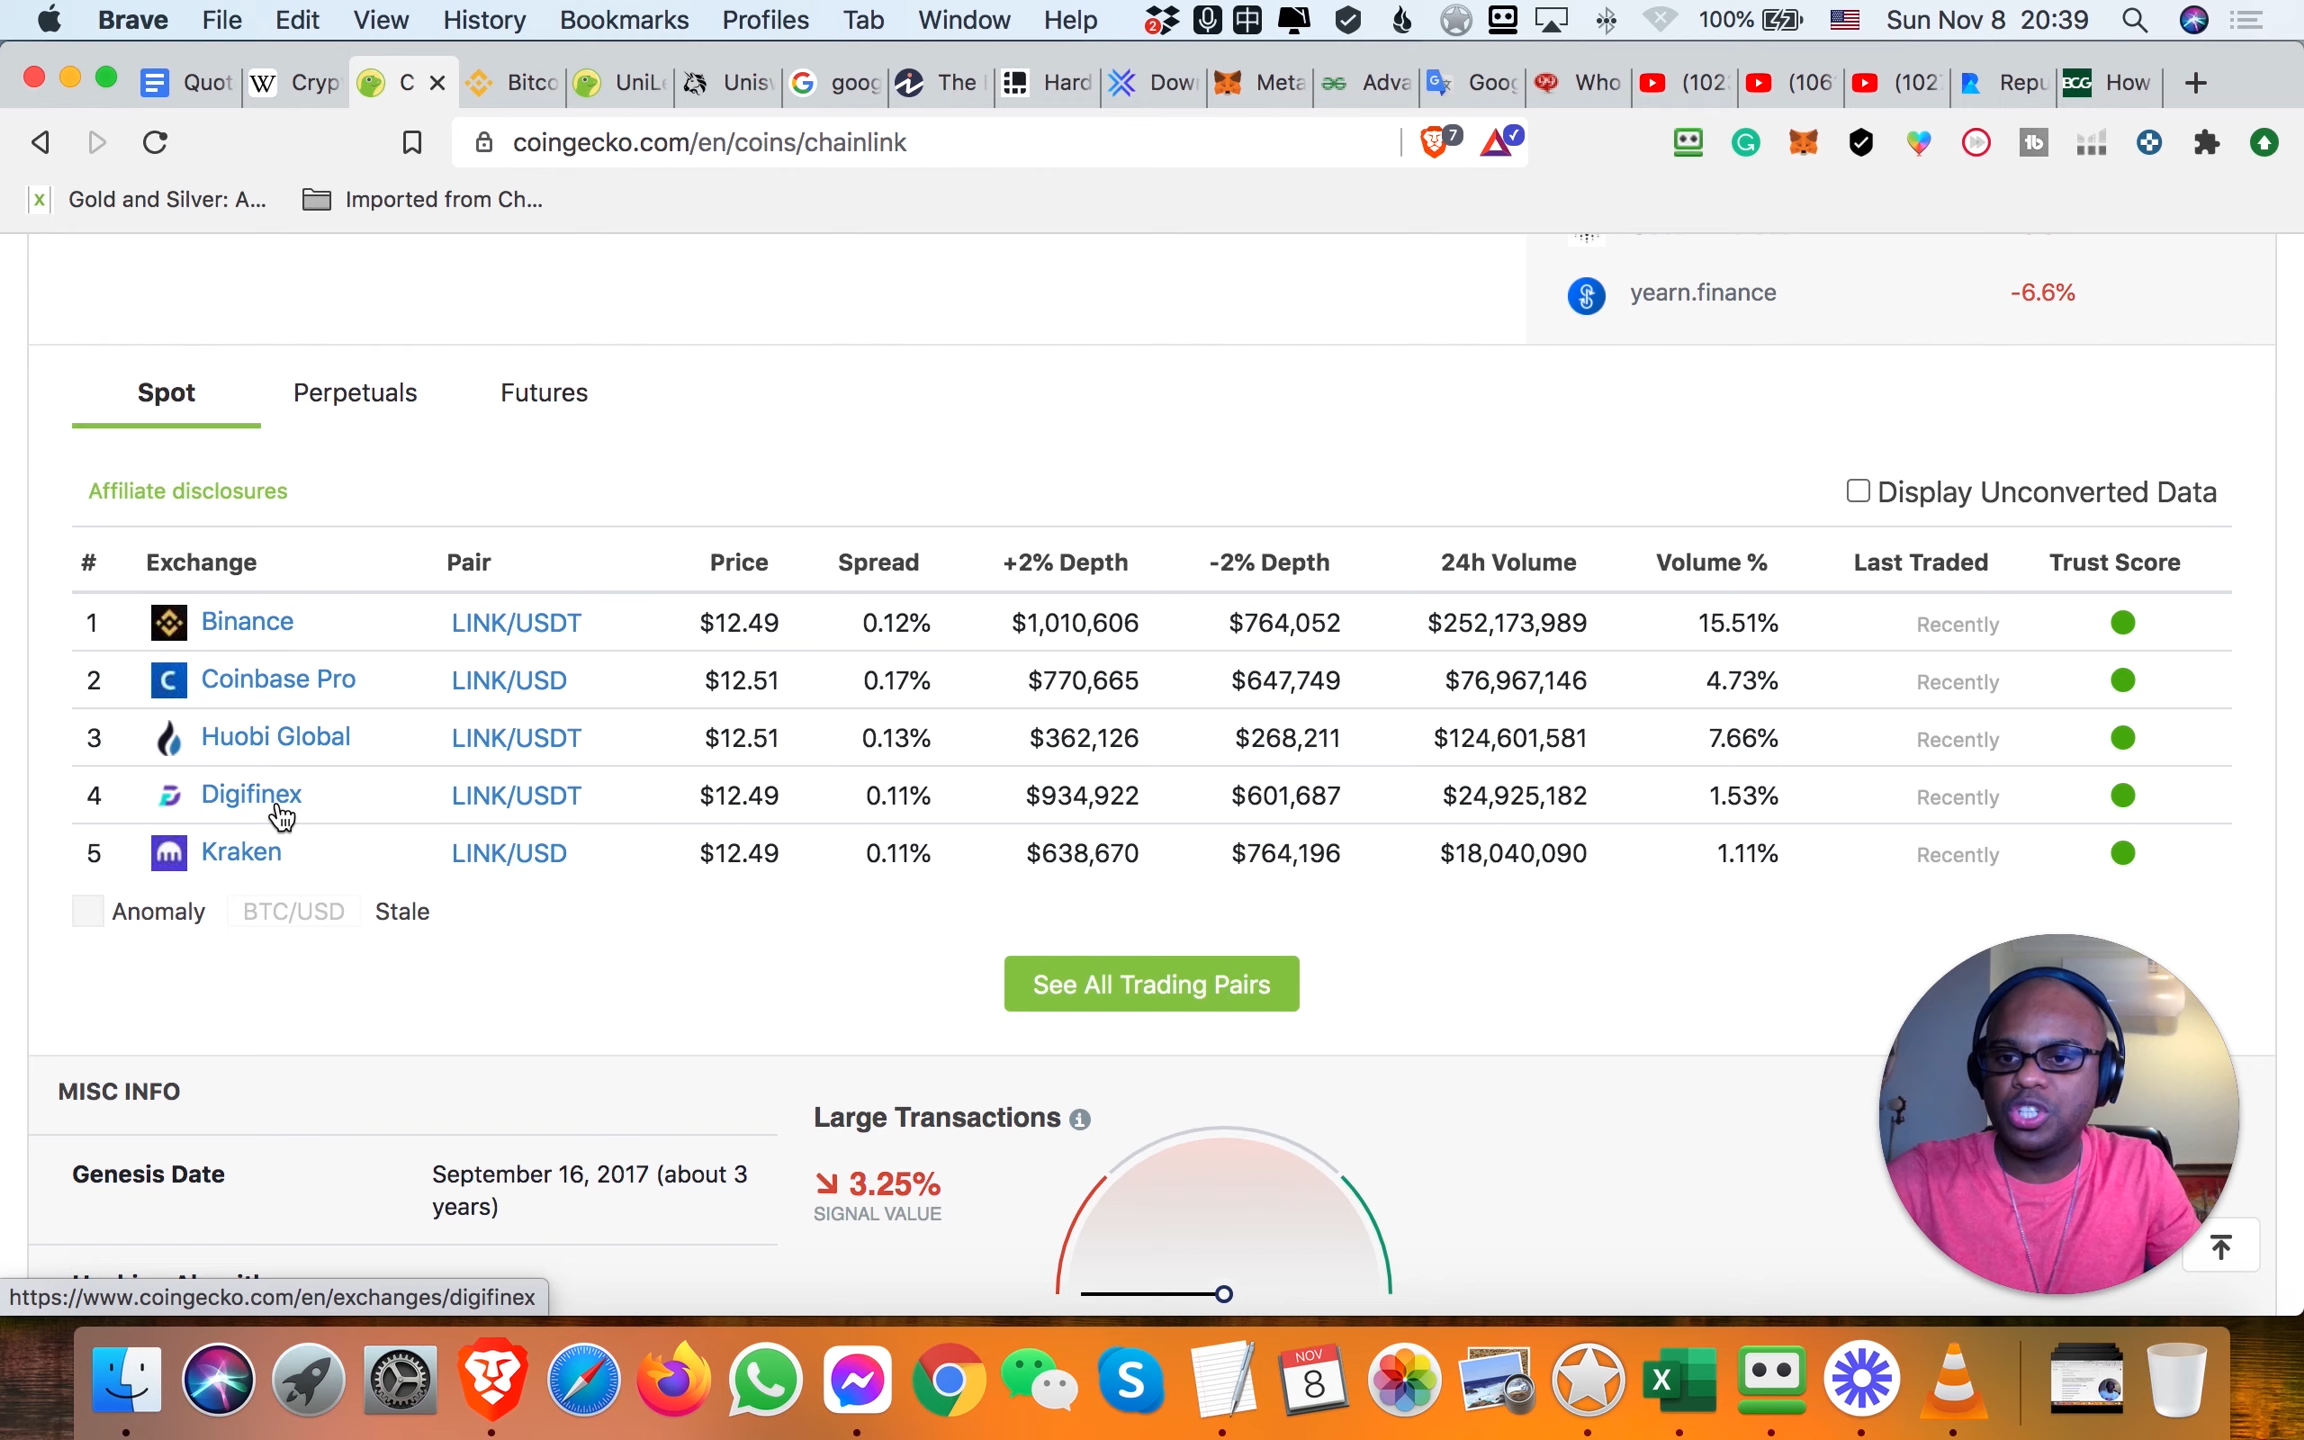 Brave File Edit View History Bookmarks Profiles Tab Window Help 2 中 100% Sun Nov 8 20:39
Quot W Cryp C Bitco UniLe Unisw G goog The Hard Dow Meta Adva Goog Who (102 (106 (102 Repu BCG How
coingecko.com/en/coins/chainlink 7
Gold and Silver: A... Imported from Ch...
yearn.finance -6.6%
Spot Perpetuals Futures
Affiliate disclosures Display Unconverted Data
# Exchange Pair Price Spread +2% Depth -2% Depth 24h Volume Volume % Last Traded Trust Score
1 Binance LINK/USDT $12.49 0.12% $1,010,606 $764,052 $252,173,989 15.51% Recently
2 Coinbase Pro LINK/USD $12.51 0.17% $770,665 $647,749 $76,967,146 4.73% Recently
3 Huobi Global LINK/USDT $12.51 0.13% $362,126 $268,211 $124,601,581 7.66% Recently
4 Digifinex LINK/USDT $12.49 0.11% $934,922 $601,687 $24,925,182 1.53% Recently
5 Kraken LINK/USD $12.49 0.11% $638,670 $764,196 $18,040,090 1.11% Recently
Anomaly BTC/USD Stale
See All Trading Pairs
MISC INFO
Large Transactions
Genesis Date September 16, 2017 (about 3
years)
3.25%
SIGNAL VALUE
https://www.coingecko.com/en/exchanges/digifinex
NOV
8